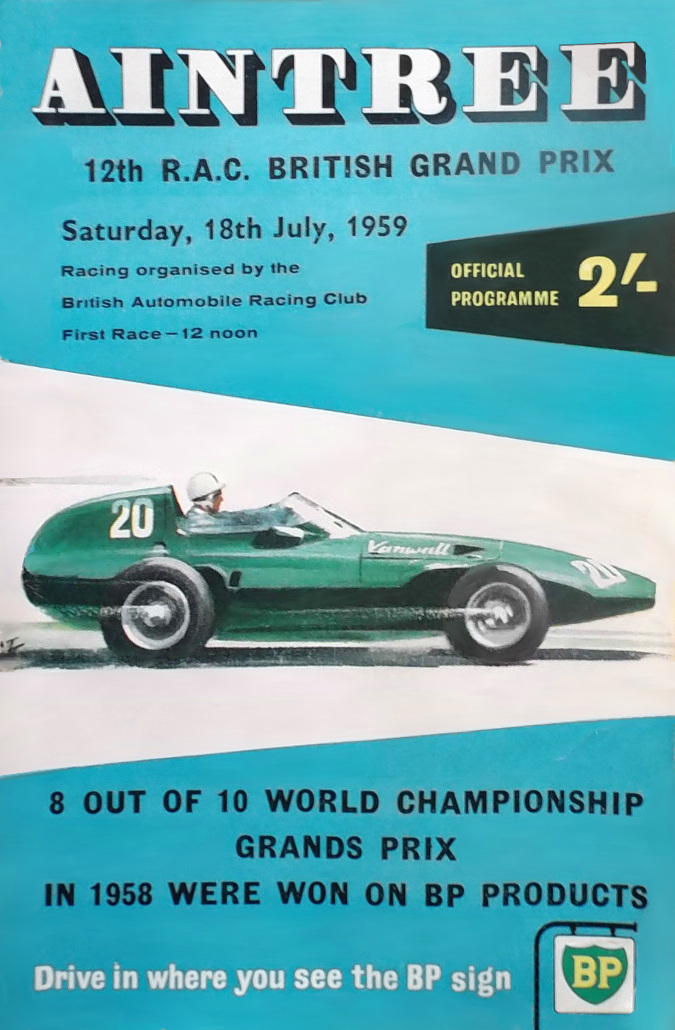 AINTREE
12th R.A.C. BRITISH GRAND PRIX
Saturday, 18th July, 1959
Racing organised by the
British Automobile Racing Club
First Race—12 noon
OFFICIAL
PROGRAMME
2/-
20
Vanwall
20
8 OUT OF 10 WORLD CHAMPIONSHIP
GRANDS PRIX
IN 1958 WERE WON ON BP PRODUCTS
Drive in where you see the BP sign
BP